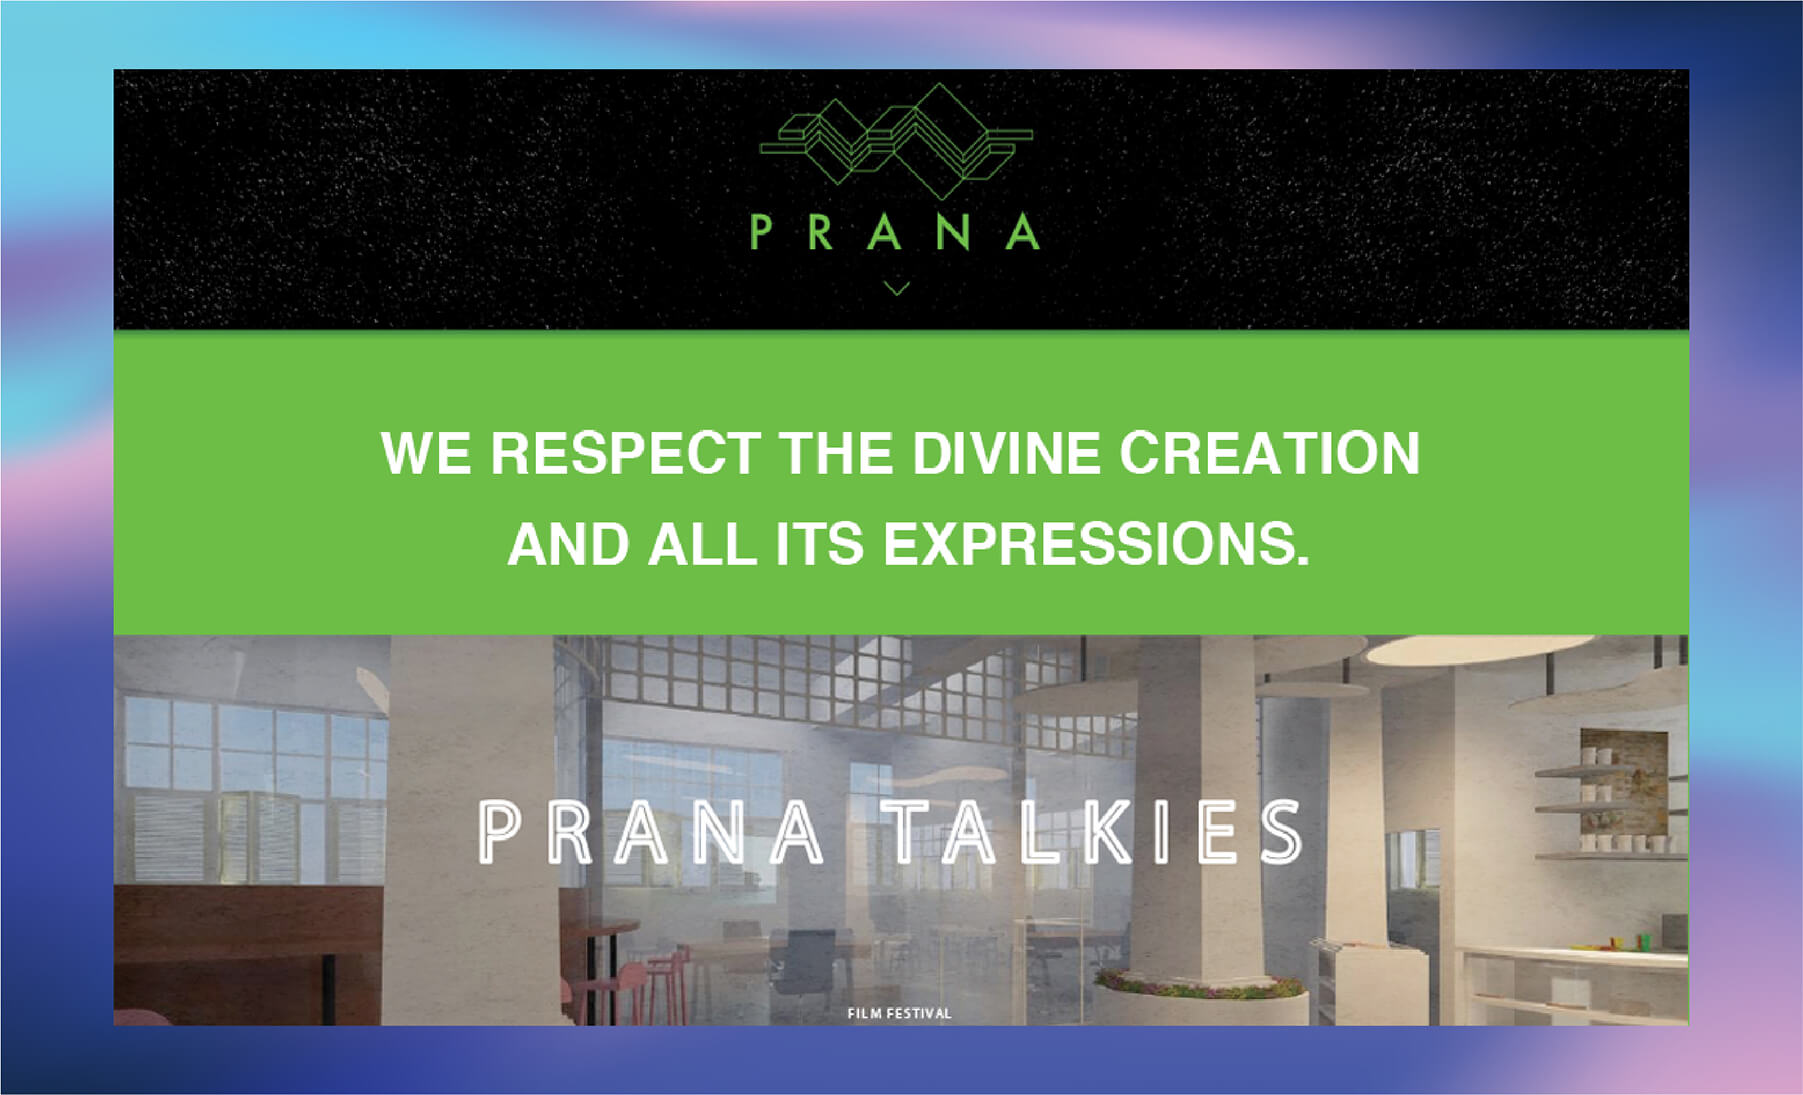 PRANA
WE RESPECT THE DIVINE CREATION
AND ALL ITS EXPRESSIONS.
PRANA TALKIES
FILM FESTIVAL